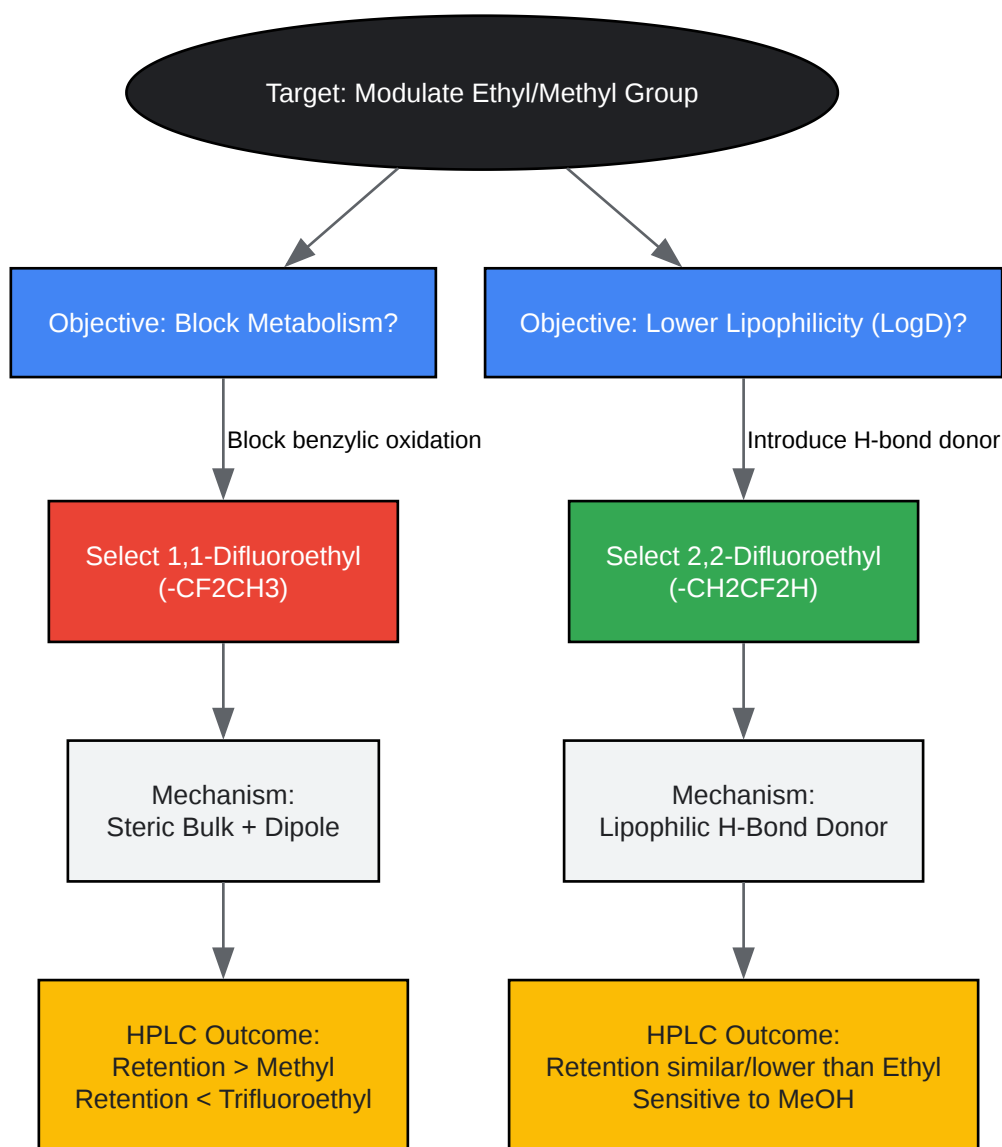 Target: Modulate Ethyl/Methyl Group
Objective: Block Metabolism?
Objective: Lower Lipophilicity (LogD)?
Block benzylic oxidation
Introduce H-bond donor
Select 1,1-Difluoroethyl
(-CF2CH3)
Select 2,2-Difluoroethyl
(-CH2CF2H)
Mechanism:
Steric Bulk + Dipole
Mechanism:
Lipophilic H-Bond Donor
HPLC Outcome:
Retention > Methyl
Retention < Trifluoroethyl
HPLC Outcome:
Retention similar/lower than Ethyl
Sensitive to MeOH